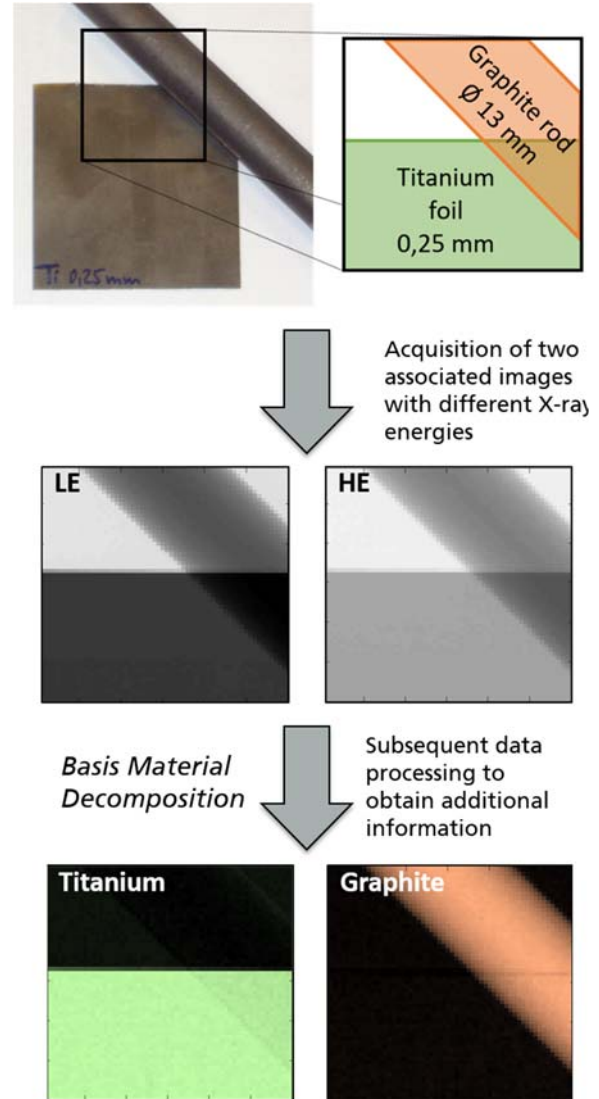 Ti 0,25mm
Graphite rod
Ø 13 mm
Titanium
foil
0,25 mm
Acquisition of two
associated images
with different X-ray
energies
LE
HE
Basis Material
Decomposition
Subsequent data
processing to
obtain additional
information
Titanium
Graphite